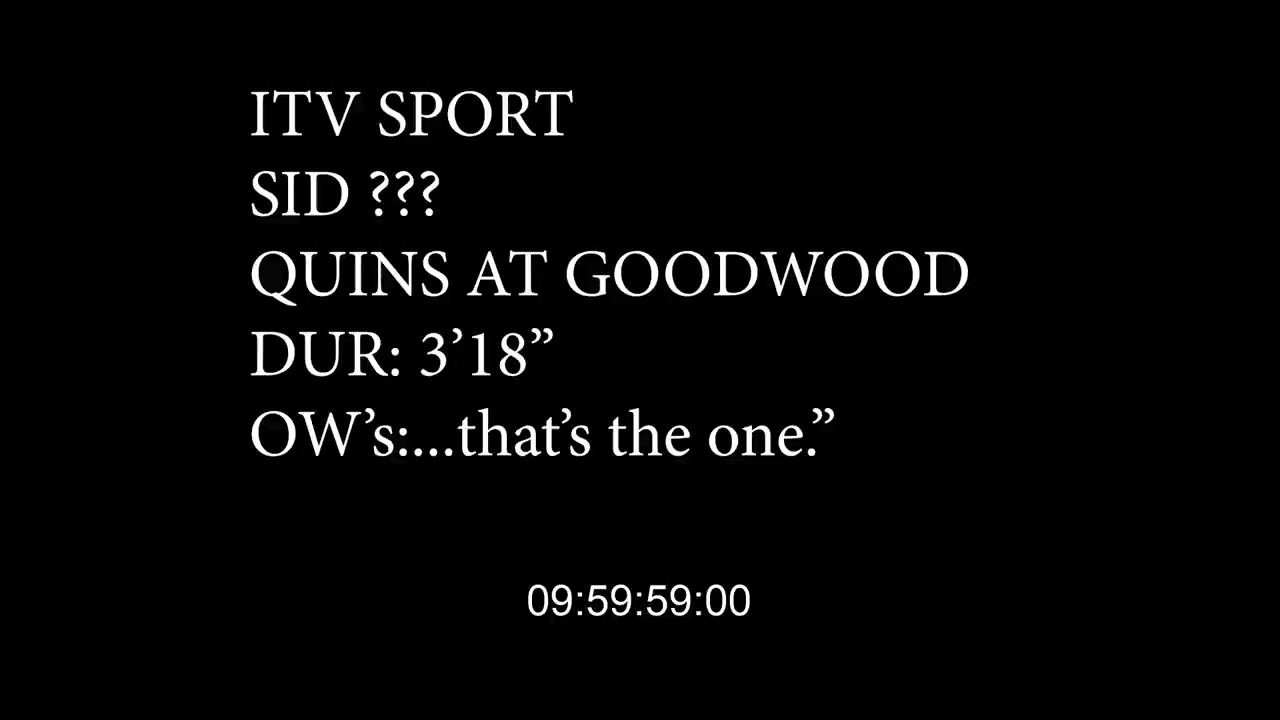 ITV SPORT
SID ???
QUINS AT GOODWOOD
DUR: 3’18”
OW’s:...that’s the one.”
09:59:59:00